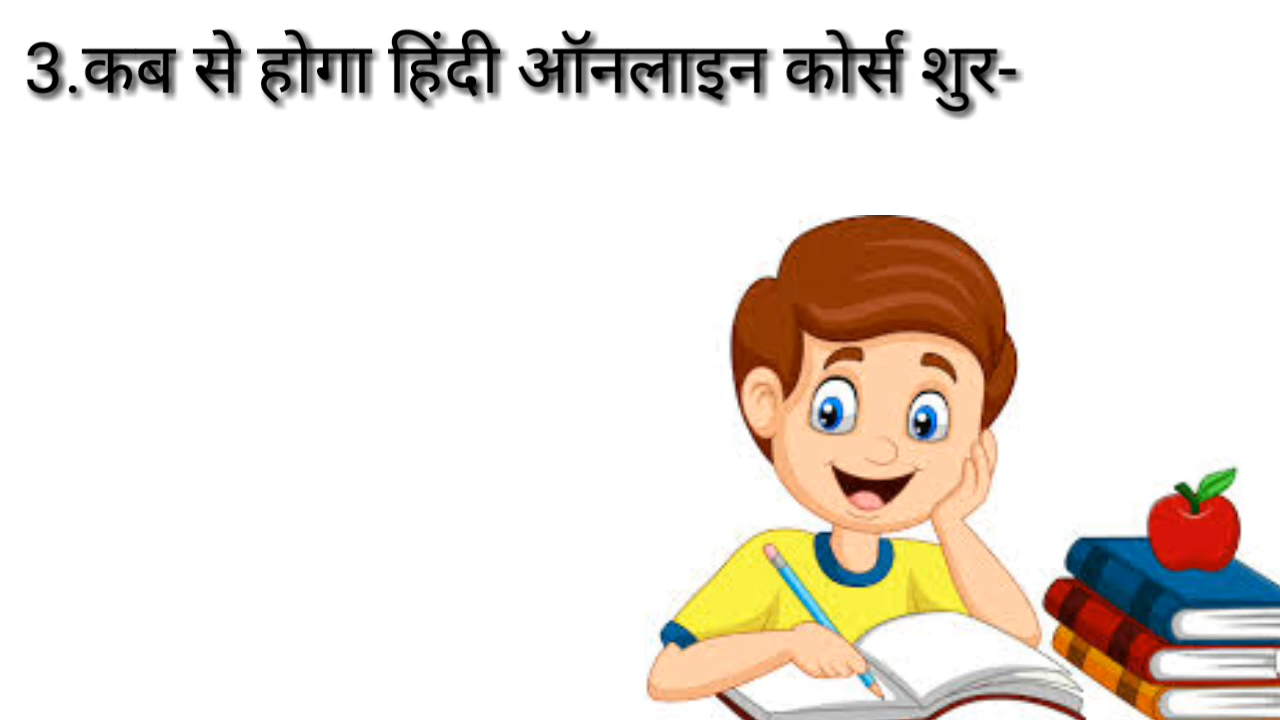 3.कब से होगा हिंदी ऑनलाइन कोर्स शुर-